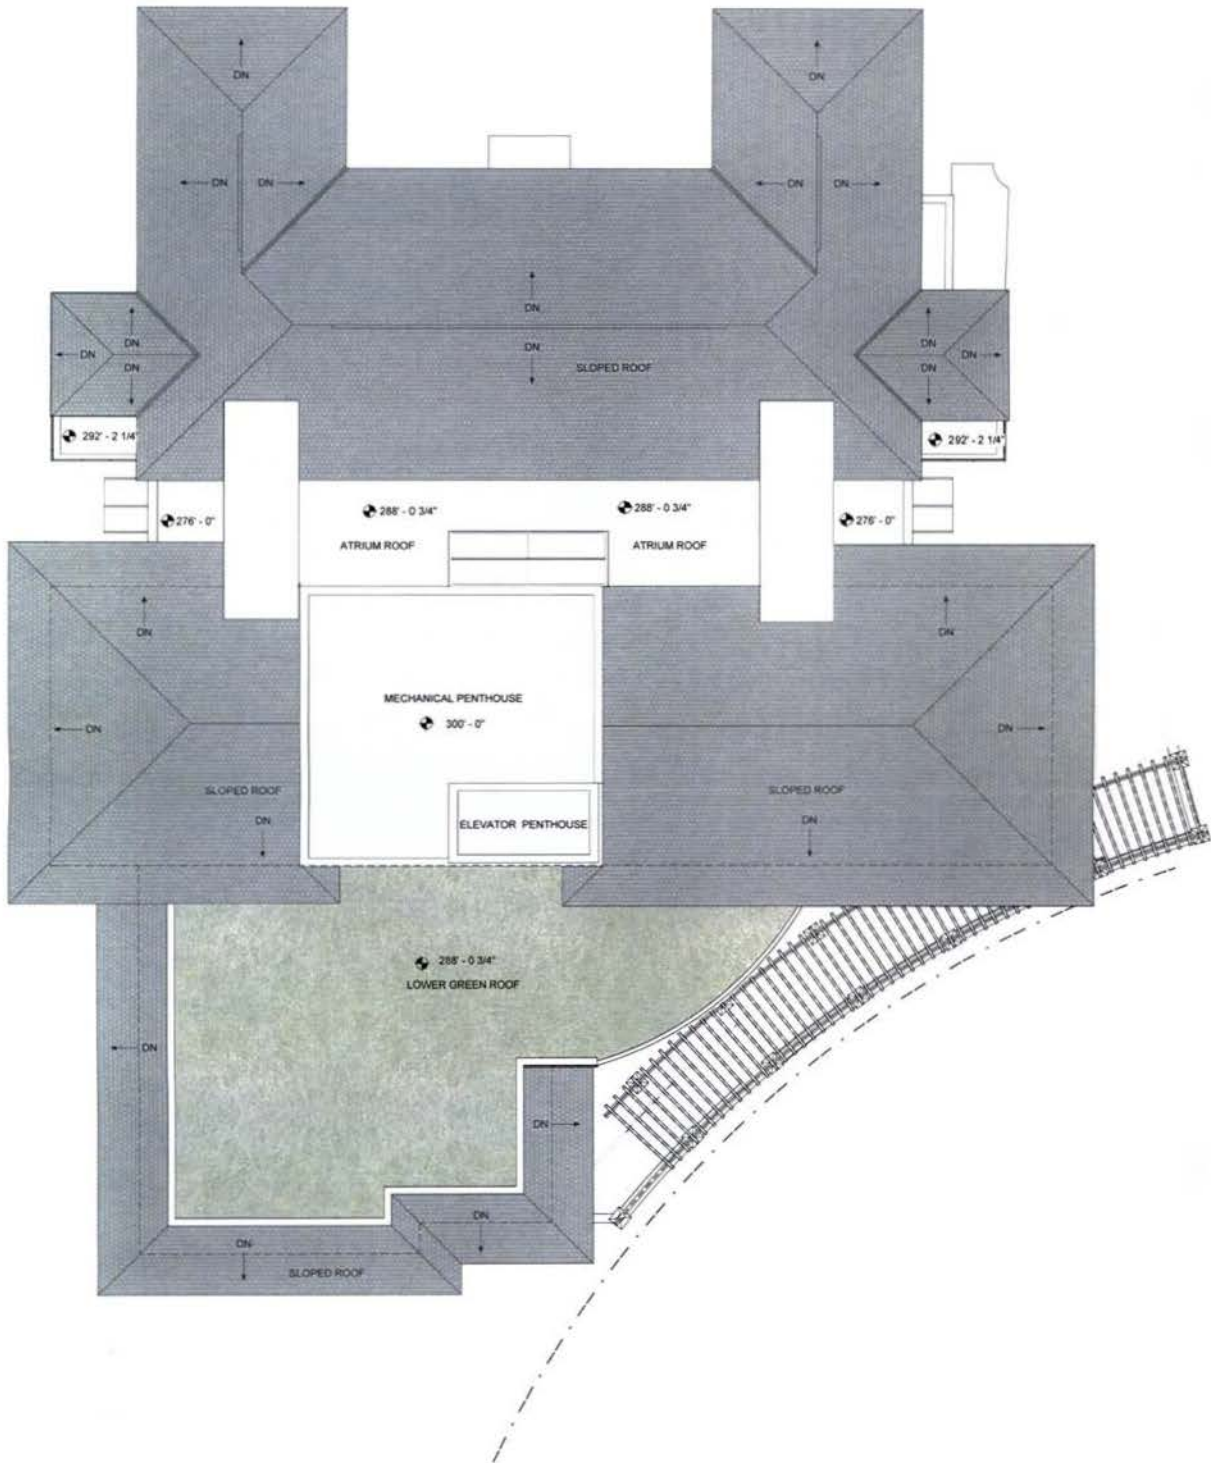 DN
DN
DN
DN
DN
DN
DN
DN
DN
DN
DN
DN
DN
DN
SLOPED ROOF
292' - 2 1/4"
292' - 2 1/4"
276' - 0"
288' - 0 3/4"
288' - 0 3/4"
276' - 0"
ATRIUM ROOF
ATRIUM ROOF
DN
DN
MECHANICAL PENTHOUSE
300' - 0"
DN
DN
SLOPED ROOF
SLOPED ROOF
DN
DN
ELEVATOR PENTHOUSE
288' - 0 3/4"
LOWER GREEN ROOF
DN
DN
DN
DN
SLOPED ROOF